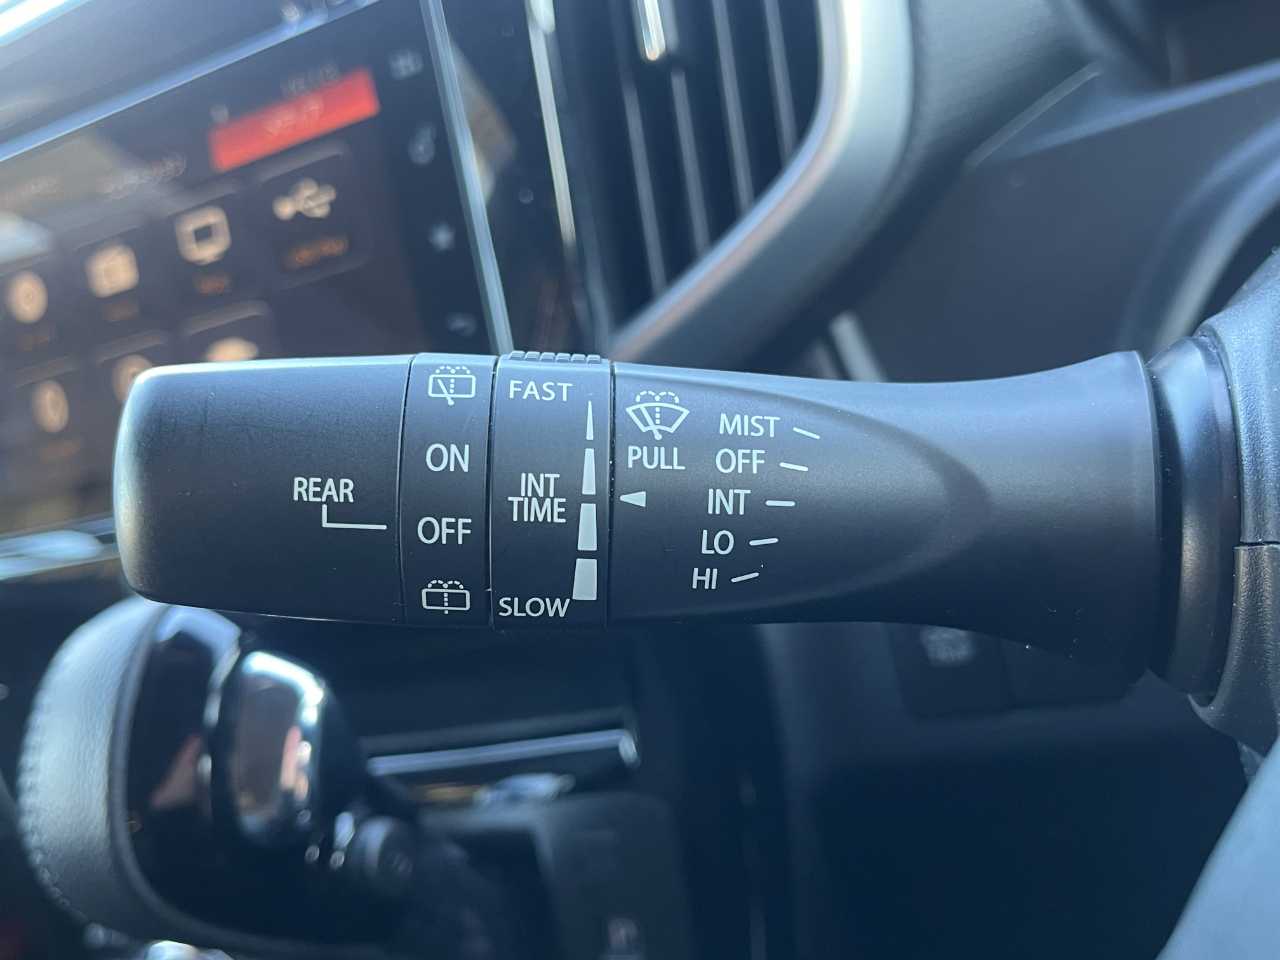 REAR
ON
OFF
FAST
INT
TIME
SLOW
PULL
MIST
OFF
INT
LO
HI